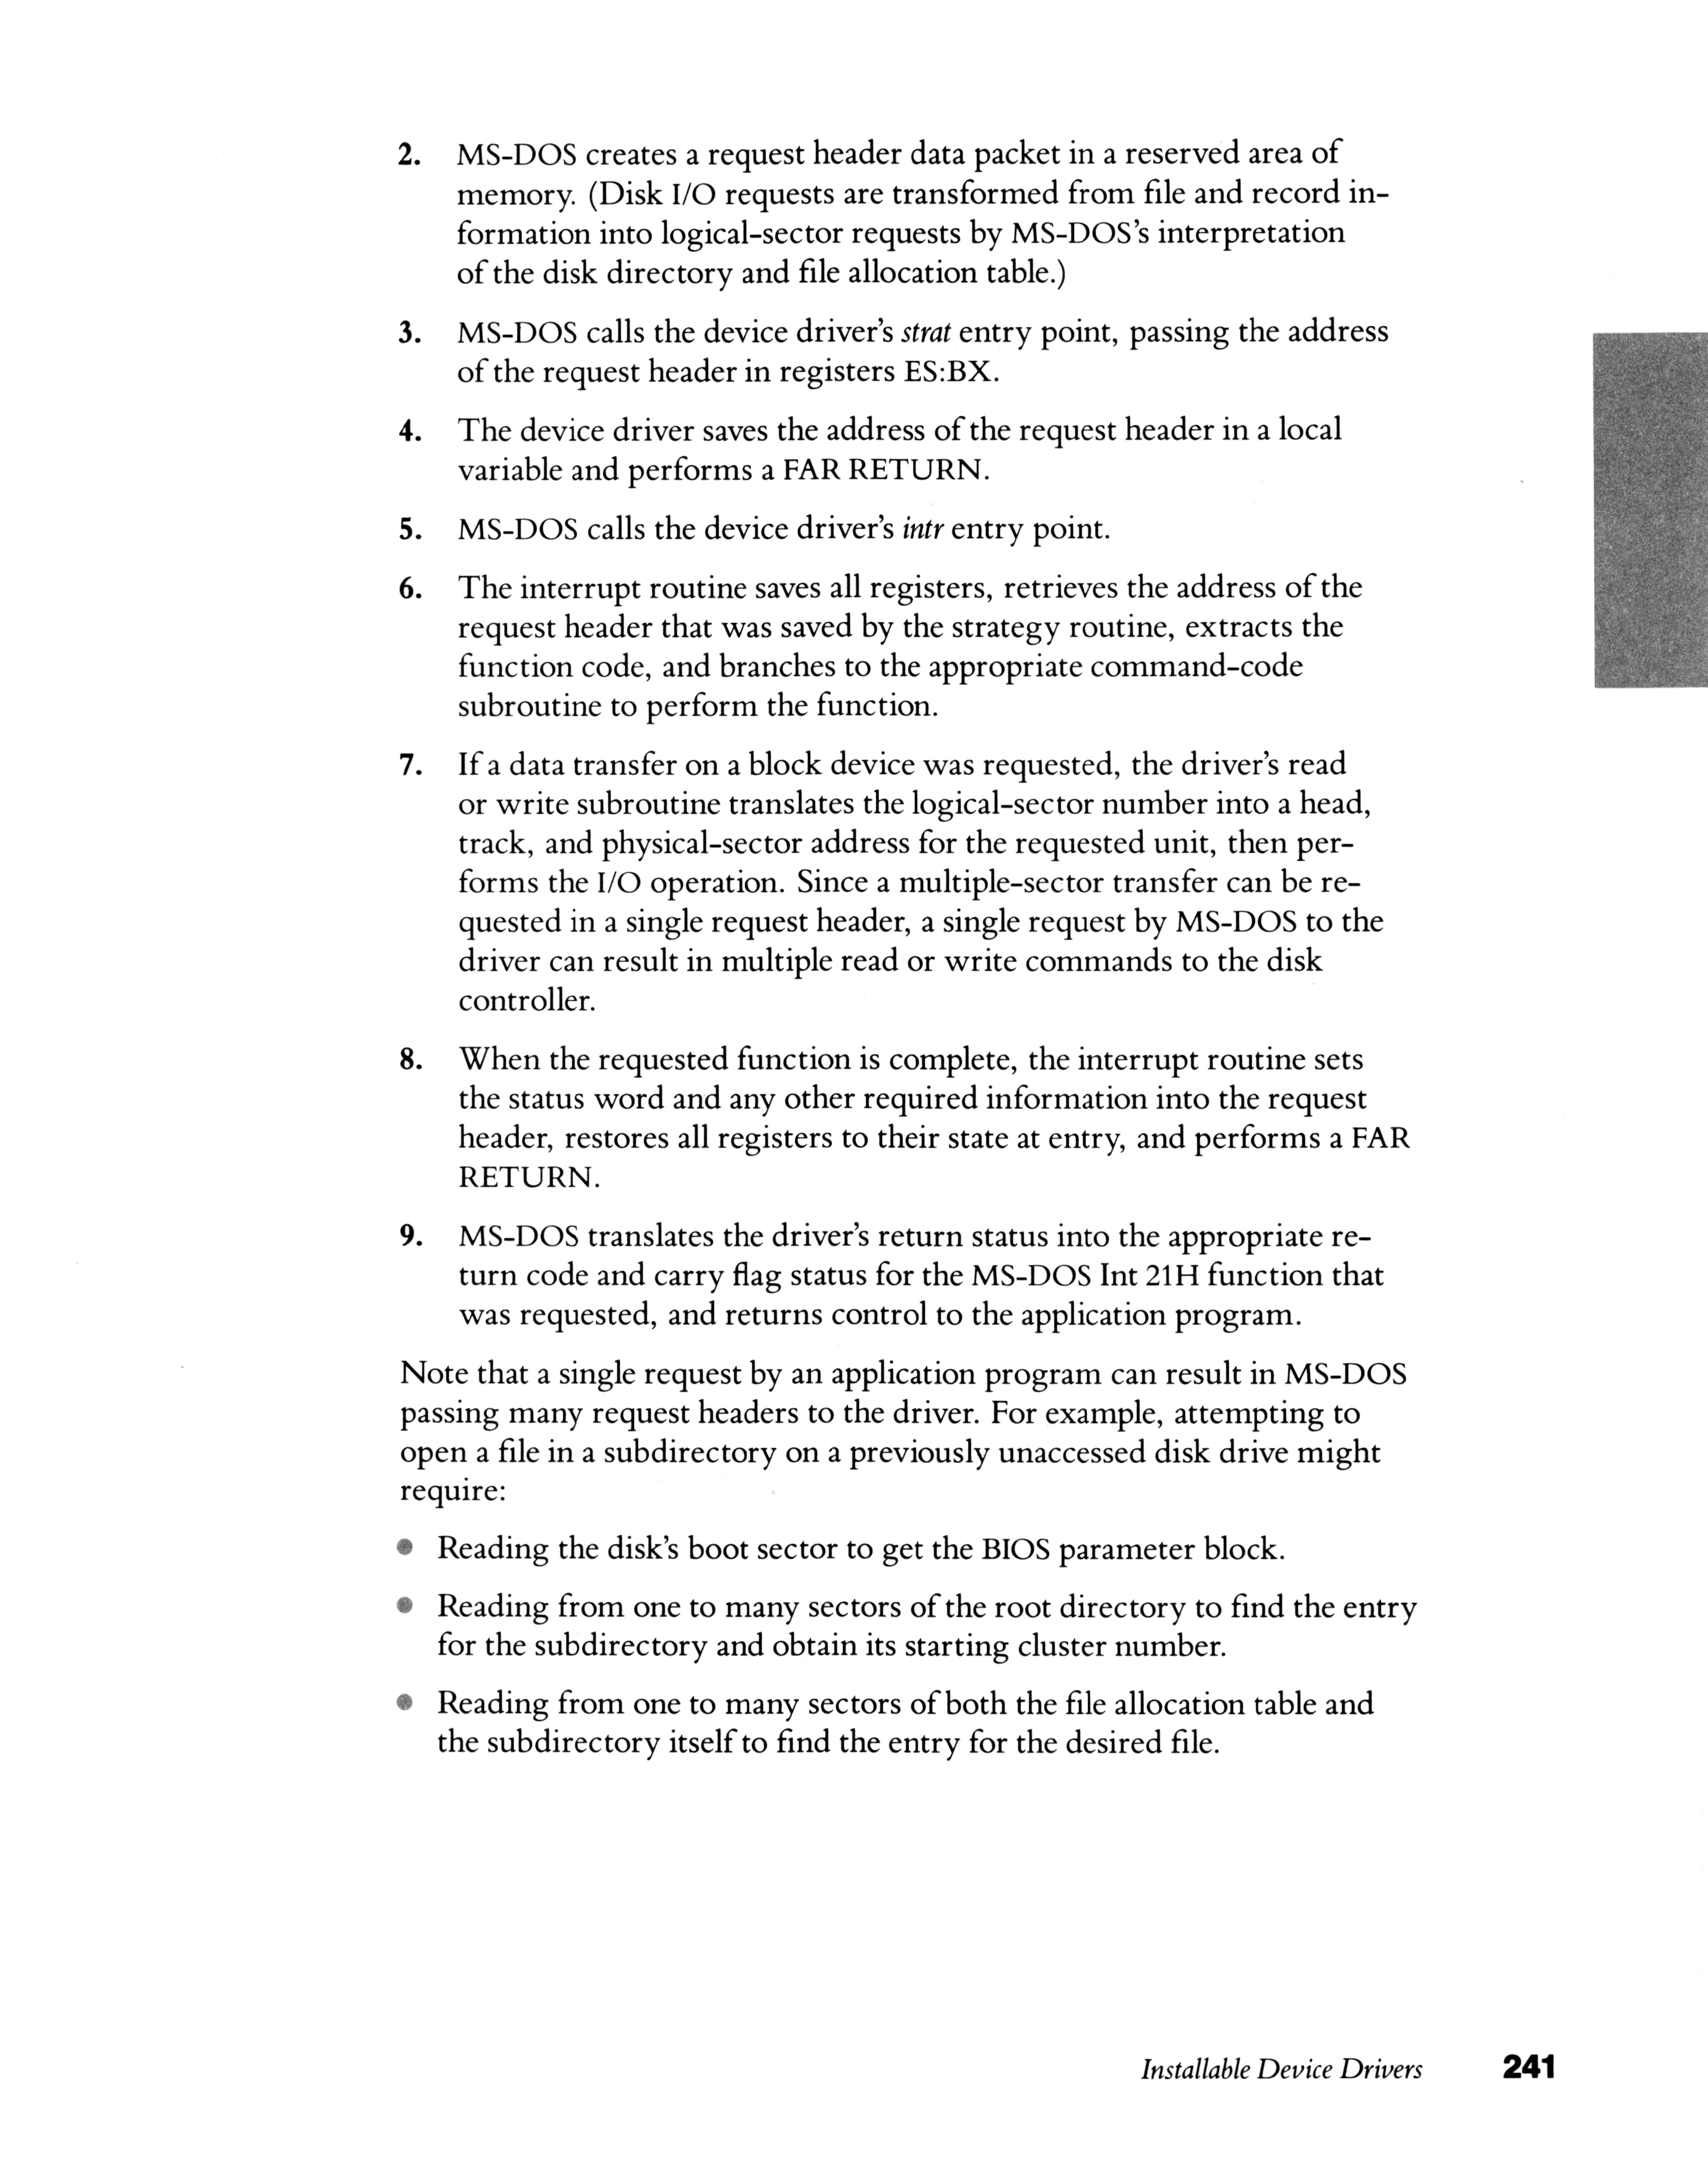 2. MS-DOS creates a request header data packet in a reserved area of
memory. (Disk I/O requests are transformed from file and record in-
formation into logical-sector requests by MS-DOS's interpretation
of the disk directory and file allocation table.)
3. MS-DOS calls the device driver's strat entry point, passing the address
of the request header in registers ES:BX.
4. The device driver saves the address of the request header in a local
variable and performs a FAR RETURN.
5. MS-DOS calls the device driver's intr entry point.
6. The interrupt routine saves all registers, retrieves the address of the
request header that was saved by the strategy routine, extracts the
function code, and branches to the appropriate command-code
subroutine to perform the function.
7. If a data transfer on a block device was requested, the driver's read
or write subroutine translates the logical-sector number into a head,
track, and physical-sector address for the requested unit, then per-
forms the I/O operation. Since a multiple-sector transfer can be re-
quested in a single request header, a single request by MS-DOS to the
driver can result in multiple read or write commands to the disk
controller.
8. When the requested function is complete, the interrupt routine sets
the status word and any other required information into the request
header, restores all registers to their state at entry, and performs a FAR
RETURN.
9. MS-DOS translates the driver's return status into the appropriate re-
turn code and carry flag status for the MS-DOS Int 21H function that
was requested, and returns control to the application program.
Note that a single request by an application program can result in MS-DOS
passing many request headers to the driver. For example, attempting to
open a file in a subdirectory on a previously unaccessed disk drive might
require:
• Reading the disk's boot sector to get the BIOS parameter block.
• Reading from one to many sectors of the root directory to find the entry
for the subdirectory and obtain its starting cluster number.
• Reading from one to many sectors of both the file allocation table and
the subdirectory itself to find the entry for the desired file.
Installable Device Drivers 241